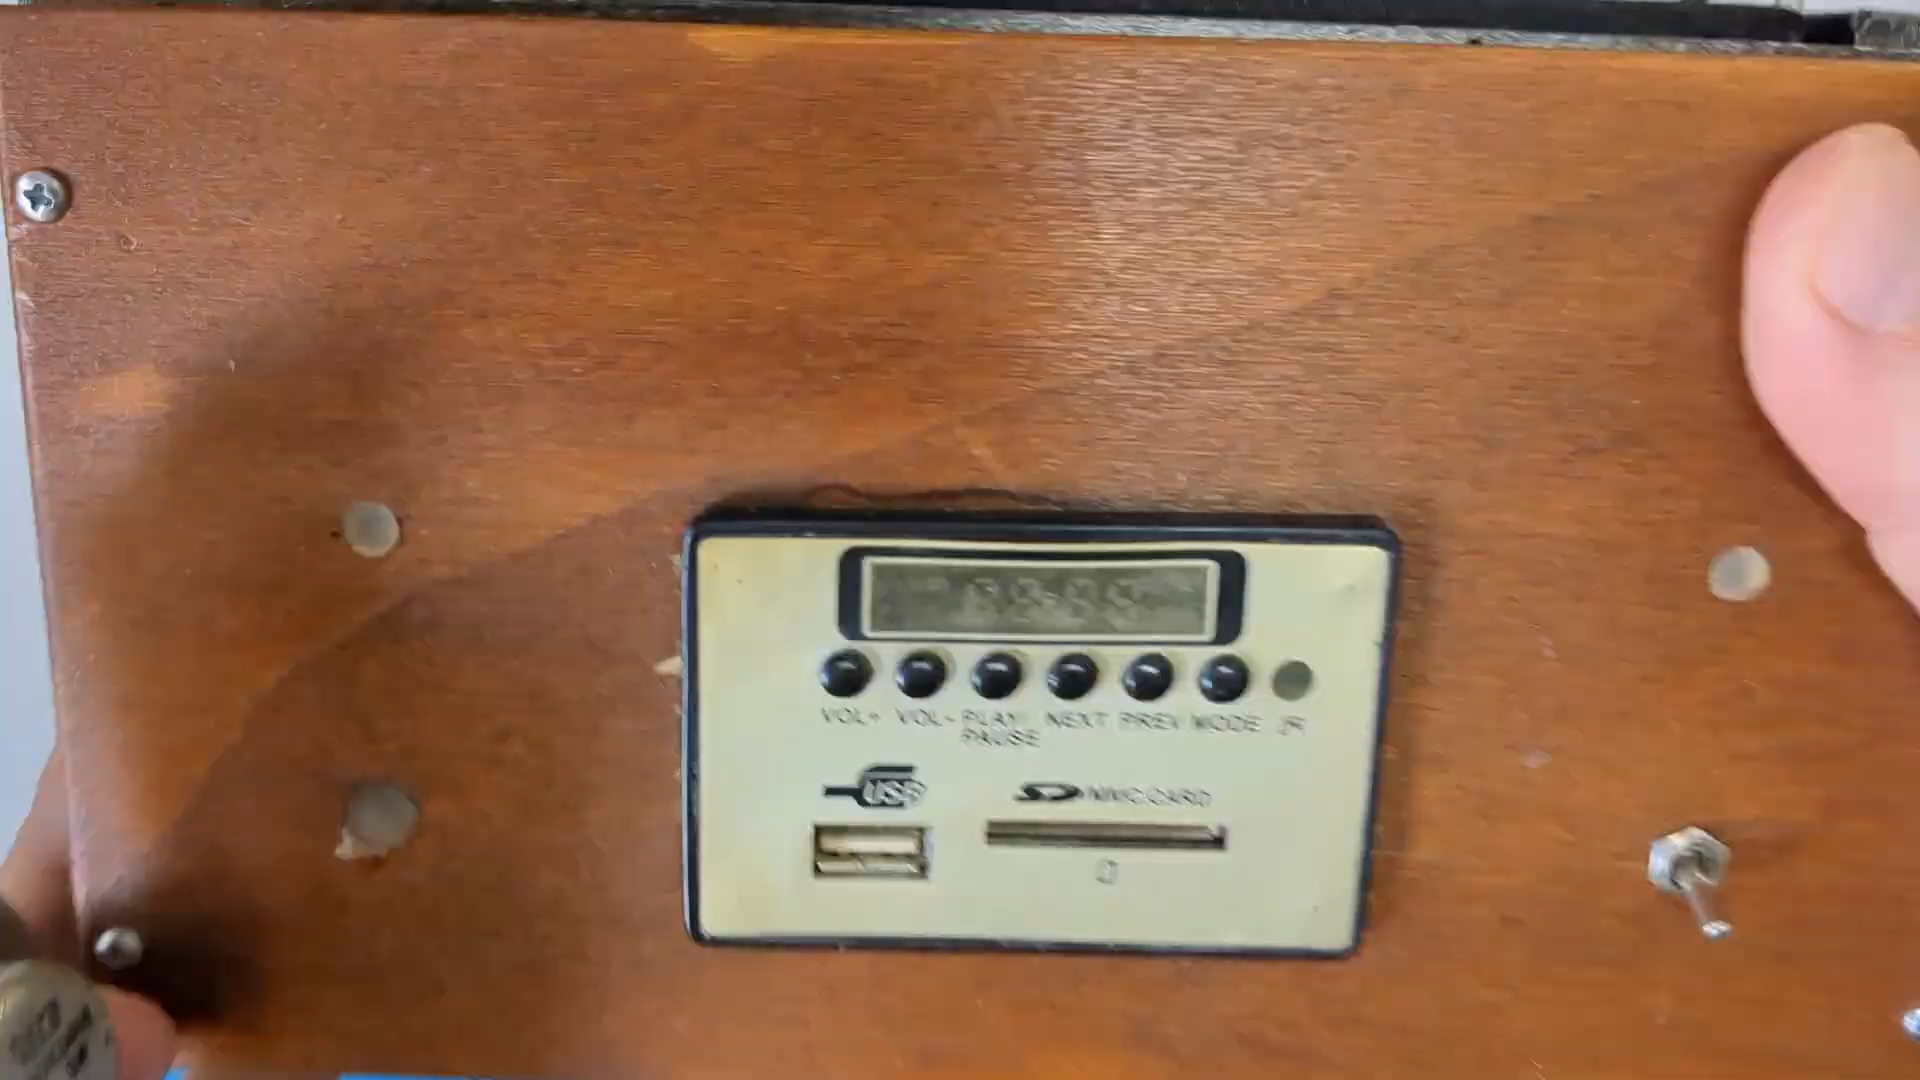 VOL+ VOL- PLAY/ NEXT PREV MODE IR
PAUSE
USB
SD MMC CARD